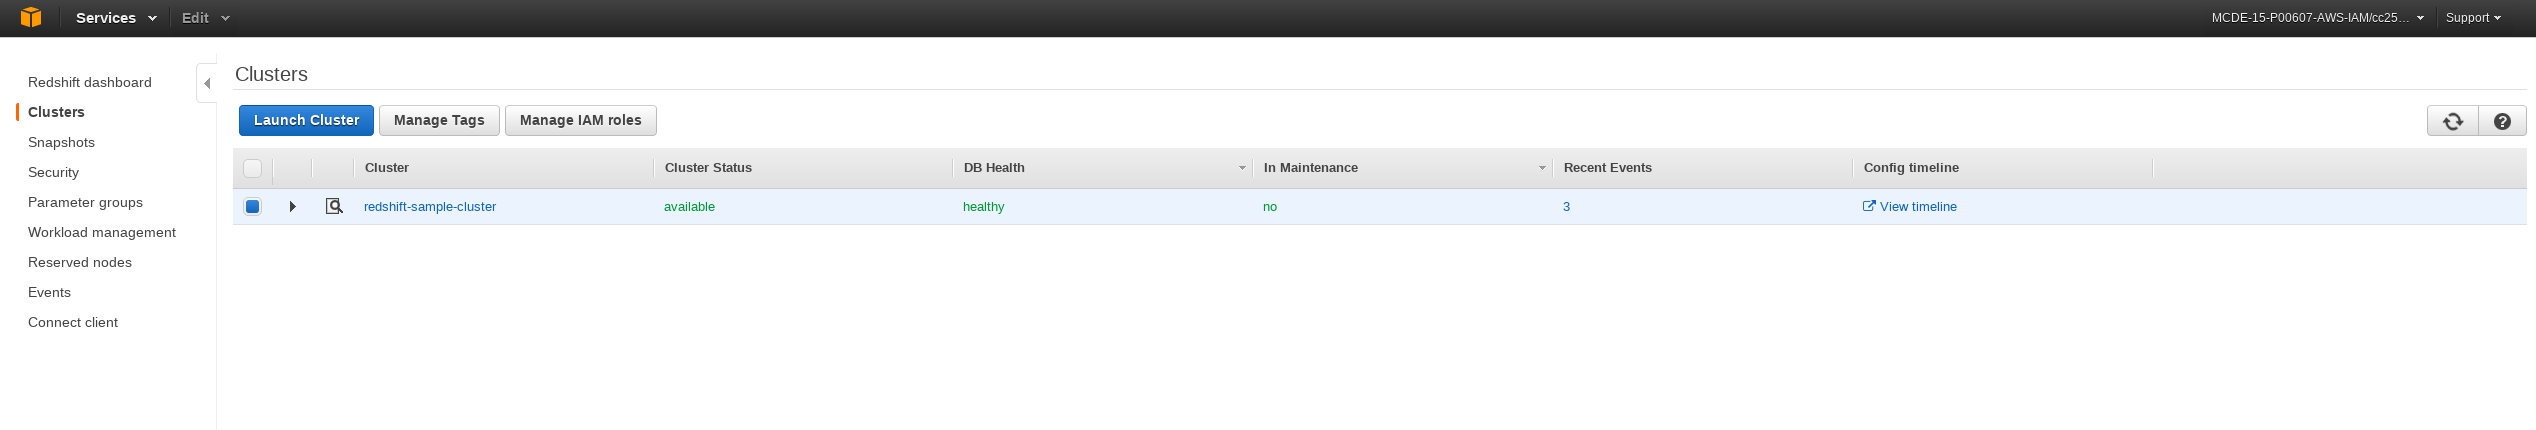 Services Edit MCDE-15-P00607-AWS-IAM/cc25... Support
Redshift dashboard
Clusters
Snapshots
Security
Parameter groups
Workload management
Reserved nodes
Events
Connect client
Clusters
Launch Cluster Manage Tags Manage IAM roles
Cluster Cluster Status DB Health In Maintenance Recent Events Config timeline
redshift-sample-cluster available healthy no 3 View timeline